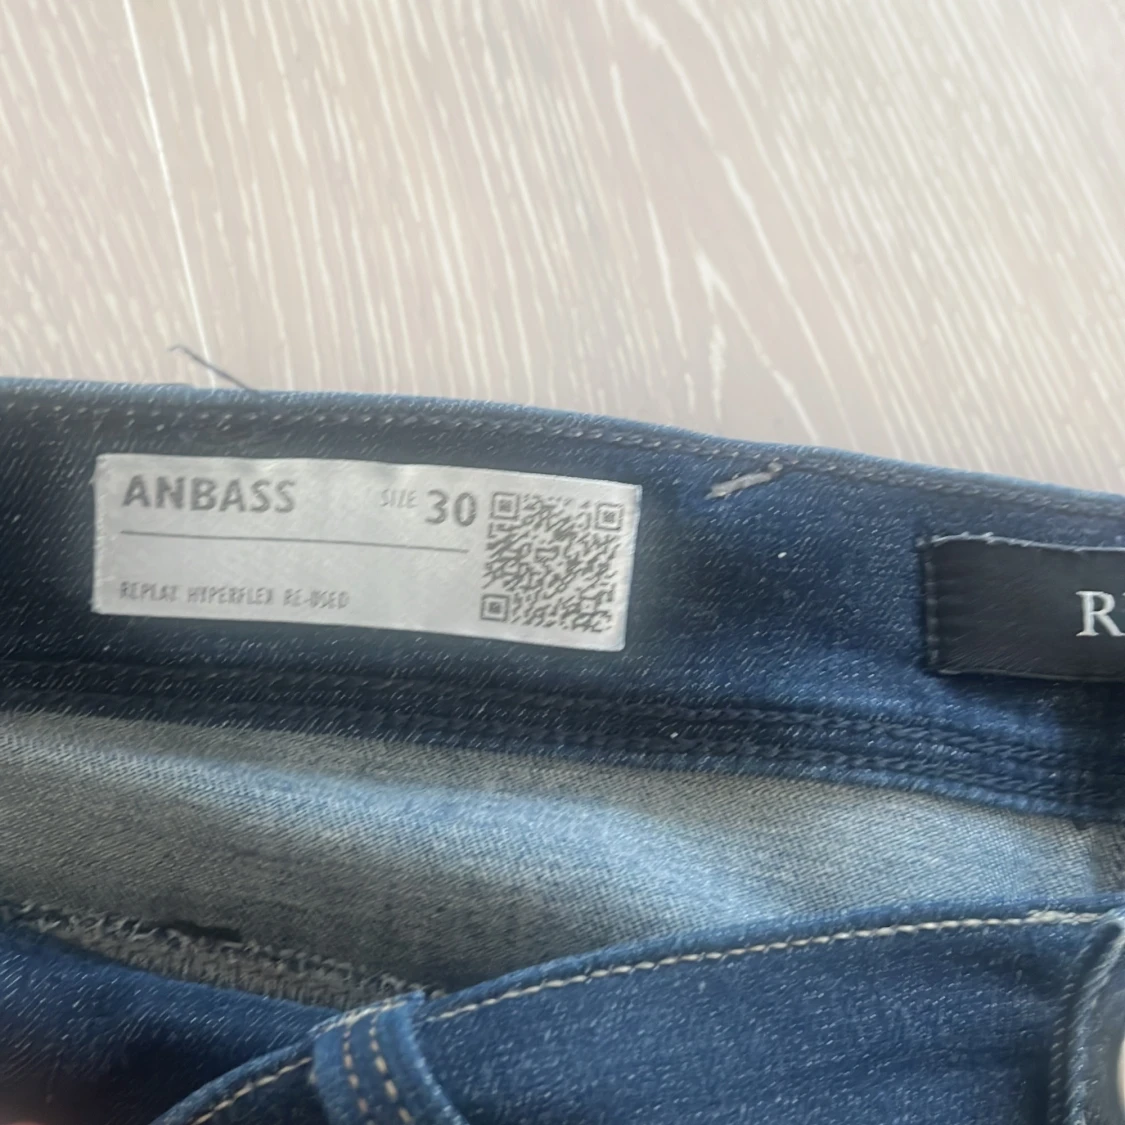 ANBASS SIZE 30
REPLAY HYPERFLEX RE-USED
R